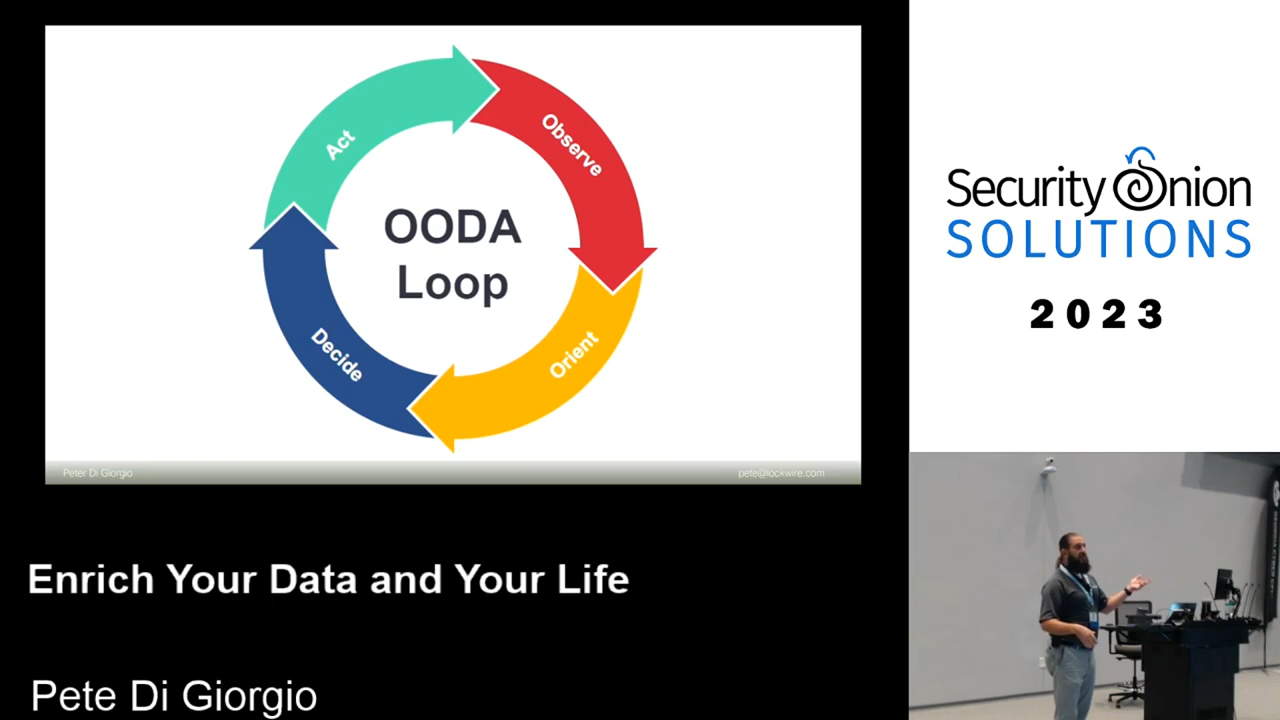 Act
Observe
OODA
Loop
Decide
Orient
Peter Di Giorgio
pete@lockwire.com
Enrich Your Data and Your Life
Pete Di Giorgio
Security Onion
SOLUTIONS
2023